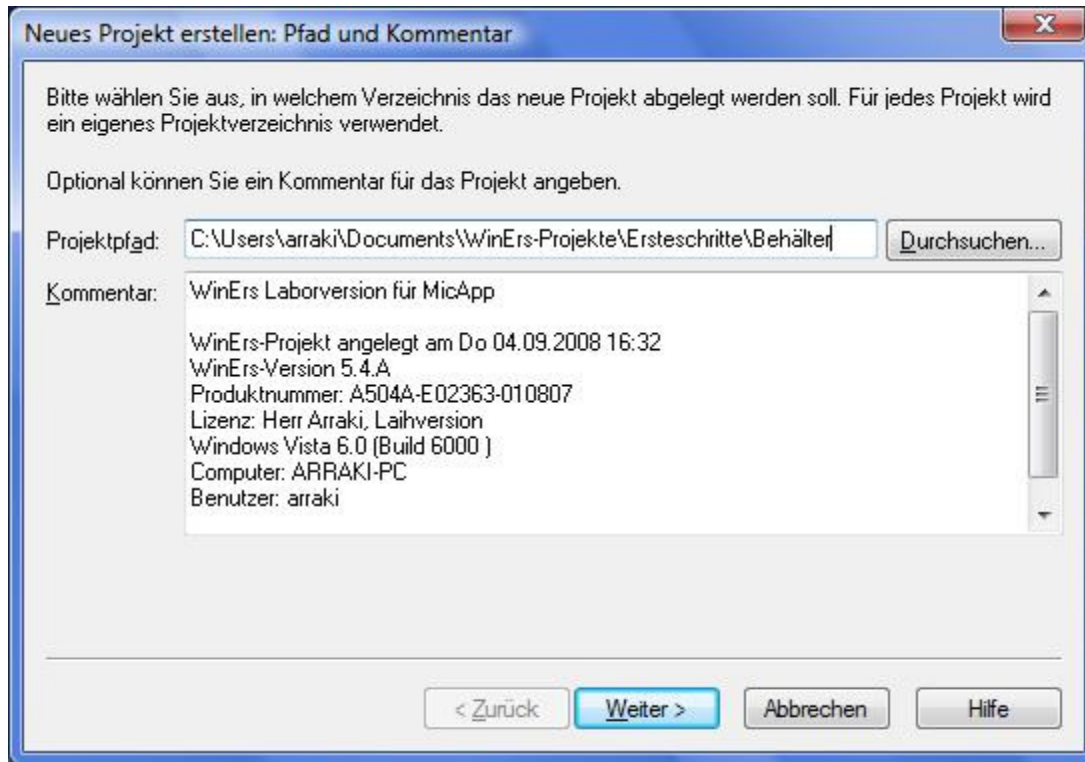 Neues Projekt erstellen: Pfad und Kommentar
Bitte wählen Sie aus, in welchem Verzeichnis das neue Projekt abgelegt werden soll. Für jedes Projekt wird
ein eigenes Projektverzeichnis verwendet.
Optional können Sie ein Kommentar für das Projekt angeben.
Projektpfad: C:\Users\arraki\Documents\WinErs-Projekte\Ersteschritte\Behälter Durchsuchen...
Kommentar: WinErs Laborversion für MicApp
WinErs-Projekt angelegt am Do 04.09.2008 16:32
WinErs-Version 5.4.A
Produktnummer: A504A-E02363-010807
Lizenz: Herr Arraki, Laihversion
Windows Vista 6.0 (Build 6000 )
Computer: ARRAKI-PC
Benutzer: arraki
< Zurück Weiter > Abbrechen Hilfe